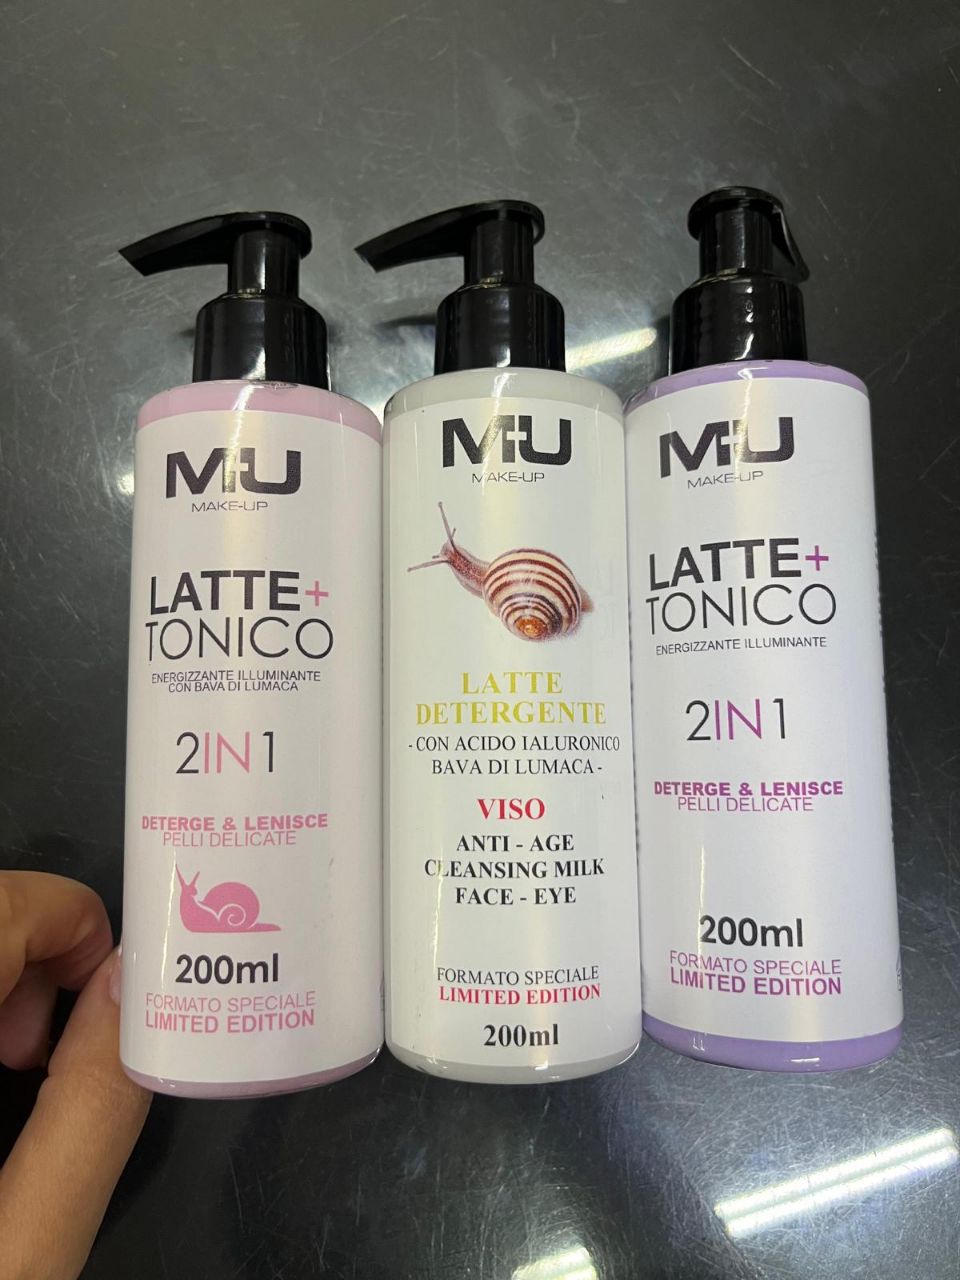 M+U
MAKE-UP
LATTE+
TONICO
ENERGIZZANTE ILLUMINANTE
CON BAVA DI LUMACA
2IN1
DETERGE & LENISCE
PELLI DELICATE
200ml
FORMATO SPECIALE
LIMITED EDITION
M+U
MAKE-UP
LATTE
DETERGENTE
- CON ACIDO IALURONICO
BAVA DI LUMACA -
VISO
ANTI - AGE
CLEANSING MILK
FACE - EYE
FORMATO SPECIALE
LIMITED EDITION
200ml
M+U
MAKE-UP
LATTE+
TONICO
ENERGIZZANTE ILLUMINANTE
2IN1
DETERGE & LENISCE
PELLI DELICATE
200ml
FORMATO SPECIALE
LIMITED EDITION